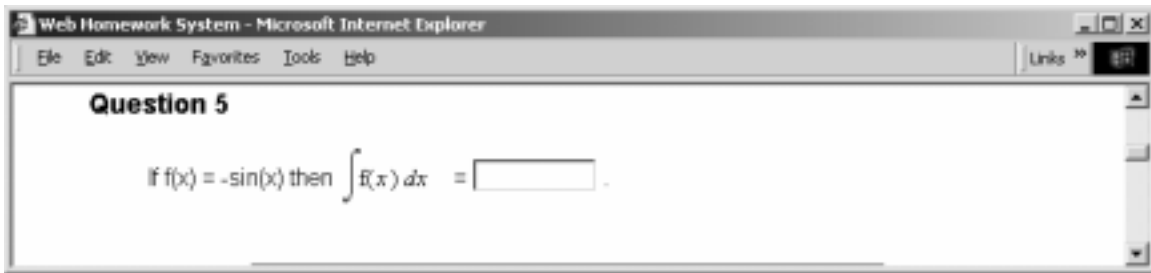 Web Homework System - Microsoft Internet Explorer
File Edit View Favorites Tools Help Links »
Question 5
If f(x) = -sin(x) then ∫f(x) dx = .